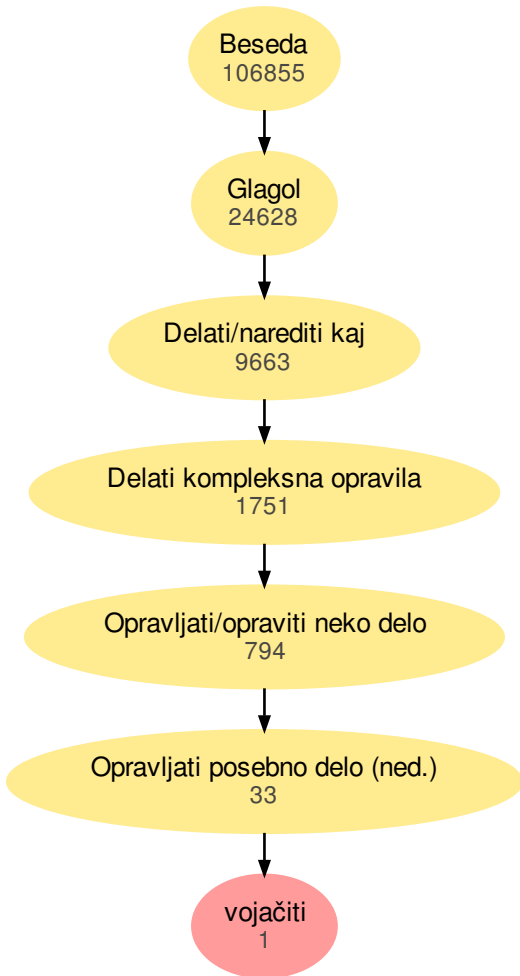 Beseda
106855
Glagol
24628
Delati/narediti kaj
9663
Delati kompleksna opravila
1751
Opravljati/opraviti neko delo
794
Opravljati posebno delo (ned.)
33
vojačiti
1